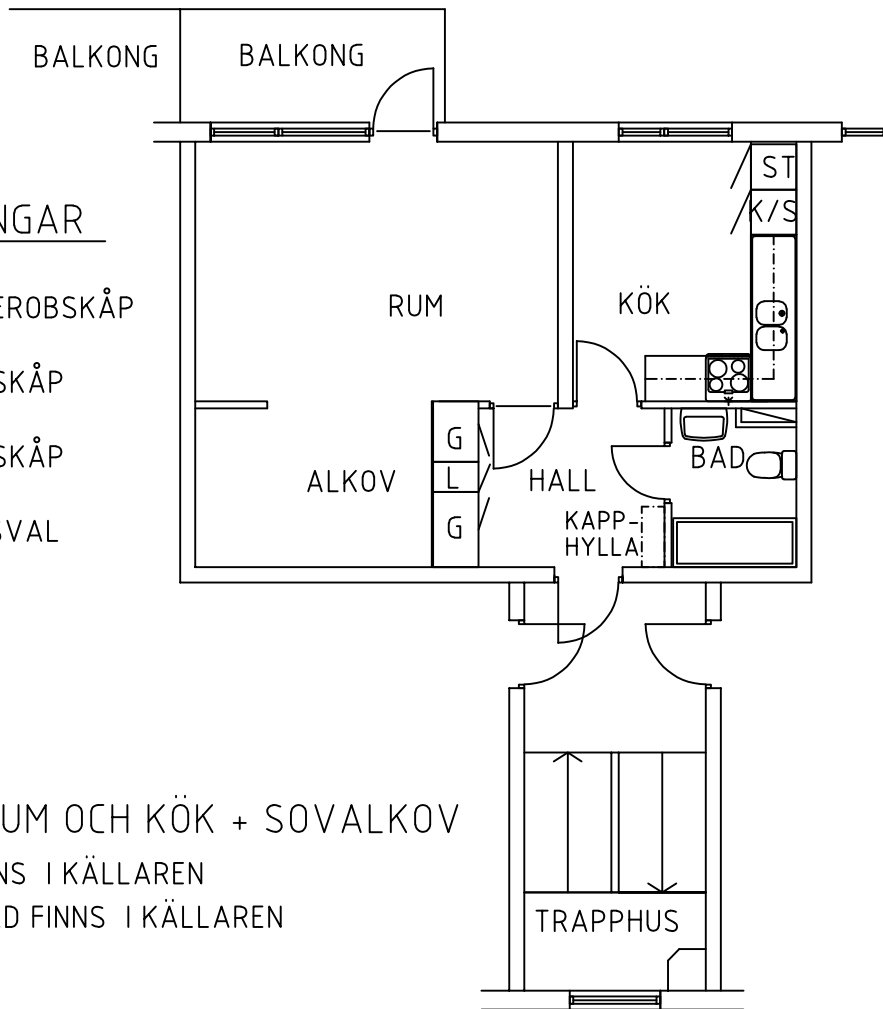 BALKONG BALKONG
NGAR
EROBSKÅP
SKÅP
SKÅP
SVAL
ST
K/S
RUM
KÖK
G
L
G
ALKOV
HALL
BAD
KAPP-
HYLLA
UM OCH KÖK + SOVALKOV
NS I KÄLLAREN
D FINNS I KÄLLAREN
TRAPPHUS